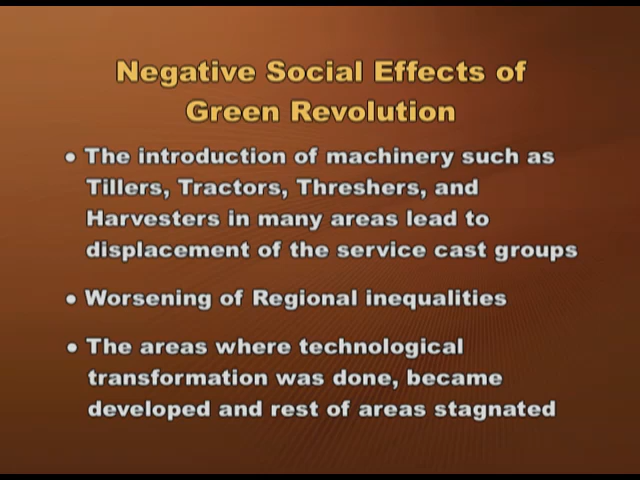 Negative Social Effects of
Green Revolution
• The introduction of machinery such as
Tillers, Tractors, Threshers, and
Harvesters in many areas lead to
displacement of the service cast groups
• Worsening of Regional inequalities
• The areas where technological
transformation was done, became
developed and rest of areas stagnated